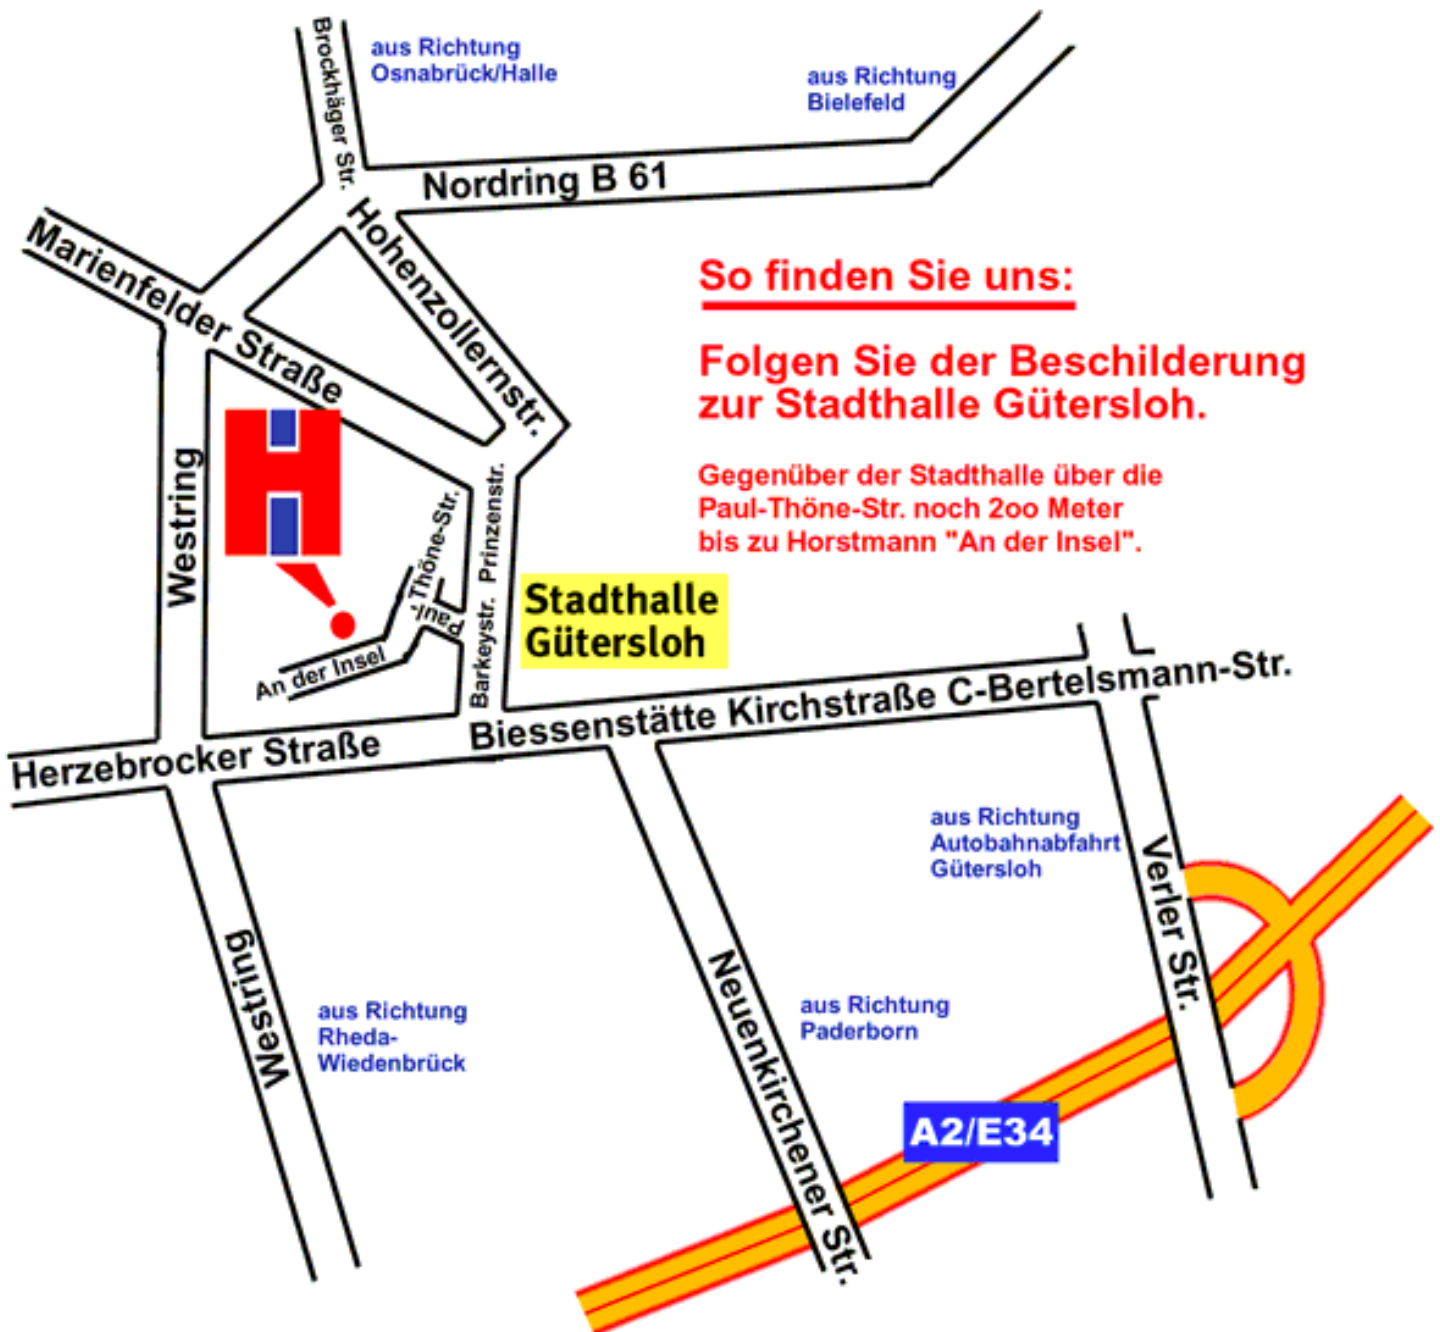 Brockhäger Str.
aus Richtung
Osnabrück/Halle
aus Richtung
Bielefeld
Nordring B 61
Marienfelder Straße
Hohenzollernstr.
So finden Sie uns:
Folgen Sie der Beschilderung
zur Stadthalle Gütersloh.
Gegenüber der Stadthalle über die
Paul-Thöne-Str. noch 2oo Meter
bis zu Horstmann "An der Insel".
Westring
H
Paul-Thöne-Str.
Prinzenstr.
Barkeystr.
An der Insel
Stadthalle
Gütersloh
Herzebrocker Straße
Biessenstätte Kirchstraße C-Bertelsmann-Str.
aus Richtung
Autobahnabfahrt
Gütersloh
Verler Str.
Westring
aus Richtung
Rheda-
Wiedenbrück
Neuenkirchener Str.
aus Richtung
Paderborn
A2/E34